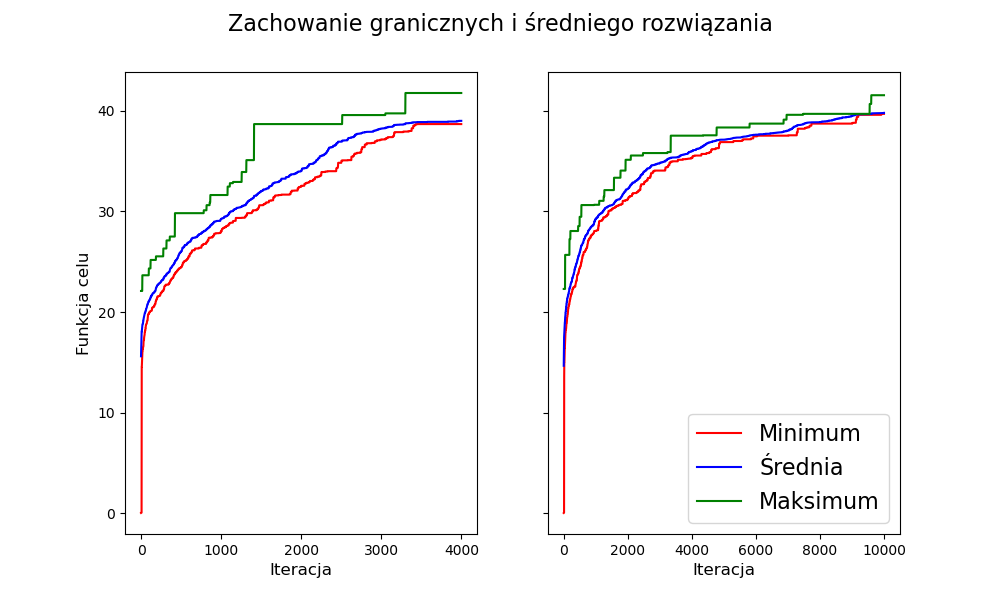 Zachowanie granicznych i średniego rozwiązania
Funkcja celu
40
30
20
10
0
0 1000 2000 3000 4000
Iteracja
0 2000 4000 6000 8000 10000
Iteracja
Minimum
Średnia
Maksimum